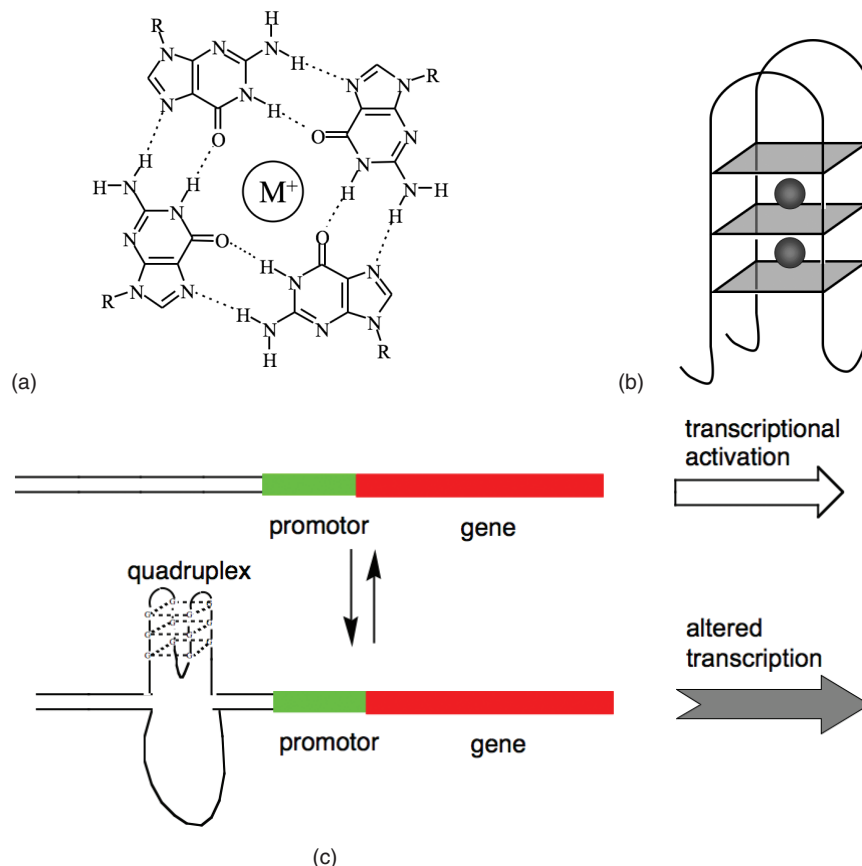 R
N
N
N
H
N
H
N
N
H
N
R
O
O
N
N
H
H
N
H
N
H
H
N
H
M+
H
N
N
O
O
N
H
N
N
R
N
N
H
N
N
N
H
R
(a)
(b)
transcriptional
activation
promotor
gene
quadruplex
G
G
G
G
G
G
G
G
G
G
G
G
altered
transcription
promotor
gene
(c)